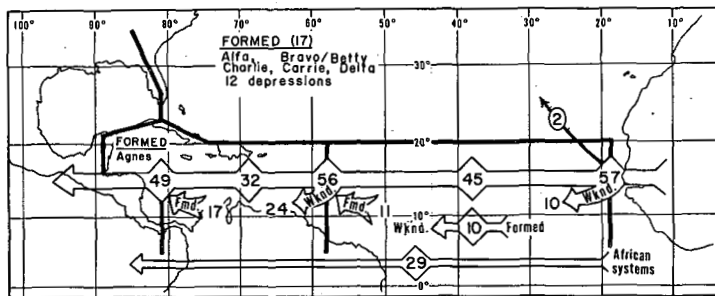 100° 90° 80° 70° 60° 50° 40° 30° 20° 10°
FORMED (17)
Alfa, Bravo/Betty
Charlie, Carrie, Delta
12 depressions
30°
2
20°
FORMED
Agnes
49 32 56 45 57
Fmd. 17 24 Wknd. Fmd. 11 10 Wknd.
10°
Wknd. 10 Formed
29
African
systems
0°